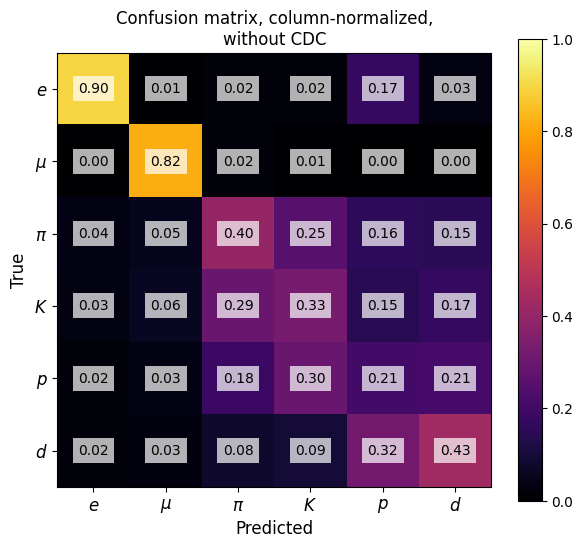 Confusion matrix, column-normalized,
without CDC
True
e 0.90 0.01 0.02 0.02 0.17 0.03
μ 0.00 0.82 0.02 0.01 0.00 0.00
π 0.04 0.05 0.40 0.25 0.16 0.15
K 0.03 0.06 0.29 0.33 0.15 0.17
p 0.02 0.03 0.18 0.30 0.21 0.21
d 0.02 0.03 0.08 0.09 0.32 0.43
e μ π K p d
Predicted
1.0
0.8
0.6
0.4
0.2
0.0